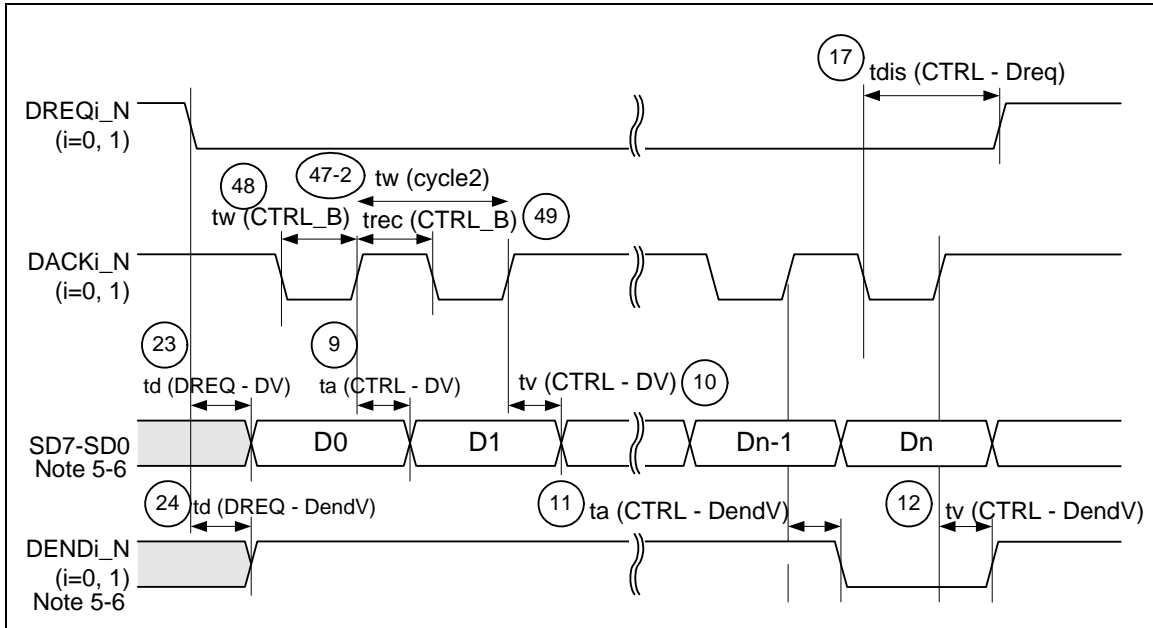 17
tdis (CTRL - Dreq)
DREQi_N
(i=0, 1)
47-2
tw (cycle2)
48
tw (CTRL_B)
trec (CTRL_B)
49
DACKi_N
(i=0, 1)
23
9
td (DREQ - DV)
ta (CTRL - DV)
tv (CTRL - DV)
10
SD7-SD0
Note 5-6
D0
D1
Dn-1
Dn
24
td (DREQ - DendV)
11
ta (CTRL - DendV)
12
tv (CTRL - DendV)
DENDi_N
(i=0, 1)
Note 5-6